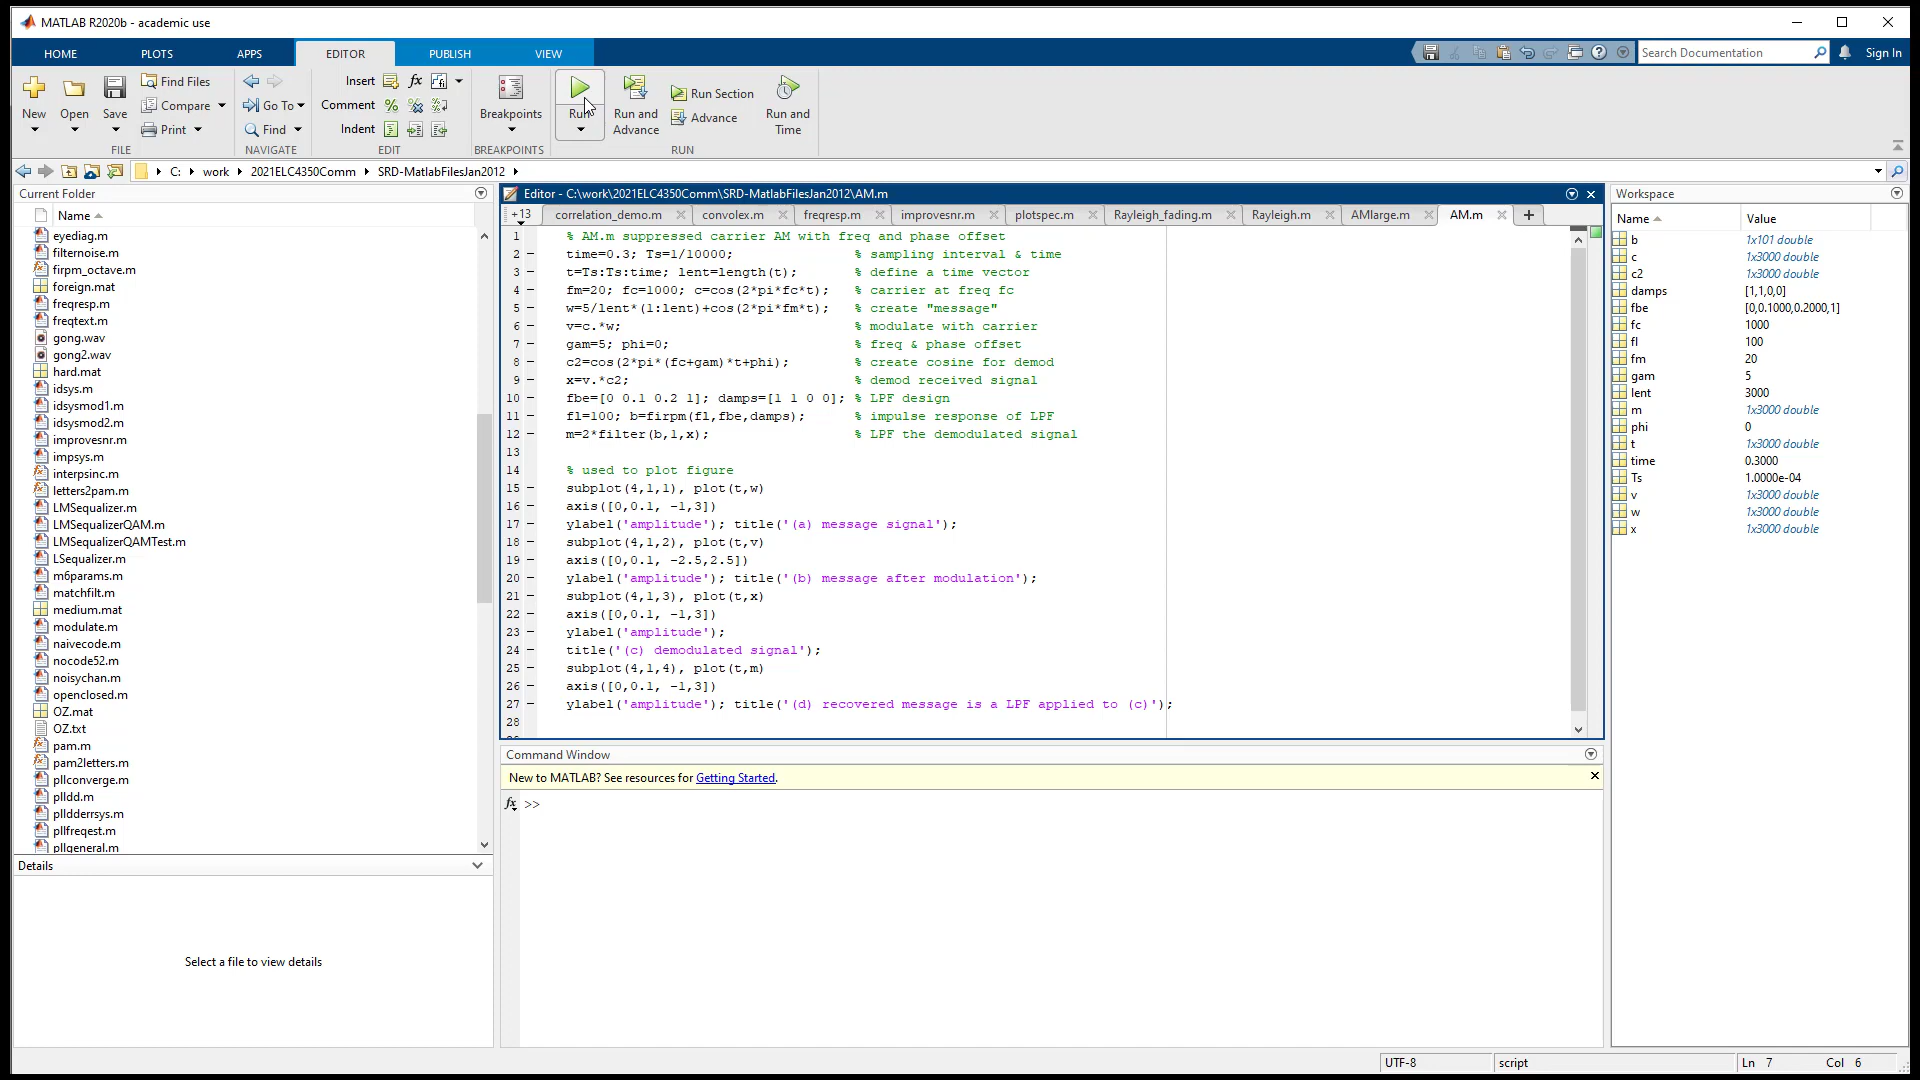 MATLAB R2020b - academic use
HOME PLOTS APPS EDITOR PUBLISH VIEW
Search Documentation
Sign In
New Open Save
Find Files
Compare
Print
FILE
Go To
Find
NAVIGATE
Insert
Comment
Indent
EDIT
Breakpoints
BREAKPOINTS
Run
Run and Advance
Run Section
Advance
Run and Time
RUN
C: work 2021ELC4350Comm SRD-MatlabFilesJan2012
Current Folder
Name
eyediag.m
filternoise.m
firpm_octave.m
foreign.mat
freqresp.m
freqtext.m
gong.wav
gong2.wav
hard.mat
idsys.m
idsysmod1.m
idsysmod2.m
improvesnr.m
impsys.m
interpsinc.m
letters2pam.m
LMSequalizer.m
LMSequalizerQAM.m
LMSequalizerQAMTest.m
LSequalizer.m
m6params.m
matchfilt.m
medium.mat
modulate.m
naivecode.m
nocode52.m
noisychan.m
openclosed.m
OZ.mat
OZ.txt
pam.m
pam2letters.m
pllconverge.m
plldd.m
plldderrsys.m
pllfreqest.m
pllgeneral.m
Details
Select a file to view details
Editor - C:\work\2021ELC4350Comm\SRD-MatlabFilesJan2012\AM.m
+13 correlation_demo.m convolex.m freqresp.m improvesnr.m plotspec.m Rayleigh_fading.m Rayleigh.m AMlarge.m AM.m
1 % AM.m suppressed carrier AM with freq and phase offset
2 time=0.3; Ts=1/10000; % sampling interval & time
3 t=Ts:Ts:time; lent=length(t); % define a time vector
4 fm=20; fc=1000; c=cos(2*pi*fc*t); % carrier at freq fc
5 w=5/lent*(1:lent)+cos(2*pi*fm*t); % create "message"
6 v=c.*w; % modulate with carrier
7 gam=5; phi=0; % freq & phase offset
8 c2=cos(2*pi*(fc+gam)*t+phi); % create cosine for demod
9 x=v.*c2; % demod received signal
10 fbe=[0 0.1 0.2 1]; damps=[1 1 0 0]; % LPF design
11 fl=100; b=firpm(fl,fbe,damps); % impulse response of LPF
12 m=2*filter(b,1,x); % LPF the demodulated signal
13
14 % used to plot figure
15 subplot(4,1,1), plot(t,w)
16 axis([0,0.1, -1,3])
17 ylabel('amplitude'); title('(a) message signal');
18 subplot(4,1,2), plot(t,v)
19 axis([0,0.1, -2.5,2.5])
20 ylabel('amplitude'); title('(b) message after modulation');
21 subplot(4,1,3), plot(t,x)
22 axis([0,0.1, -1,3])
23 ylabel('amplitude');
24 title('(c) demodulated signal');
25 subplot(4,1,4), plot(t,m)
26 axis([0,0.1, -1,3])
27 ylabel('amplitude'); title('(d) recovered message is a LPF applied to (c)');
28
Command Window
New to MATLAB? See resources for Getting Started.
fx >>
Workspace
Name Value
b 1x101 double
c 1x3000 double
c2 1x3000 double
damps [1,1,0,0]
fbe [0,0.1000,0.2000,1]
fc 1000
fl 100
fm 20
gam 5
lent 3000
m 1x3000 double
phi 0
t 1x3000 double
time 0.3000
Ts 1.0000e-04
v 1x3000 double
w 1x3000 double
x 1x3000 double
UTF-8 script Ln 7 Col 6